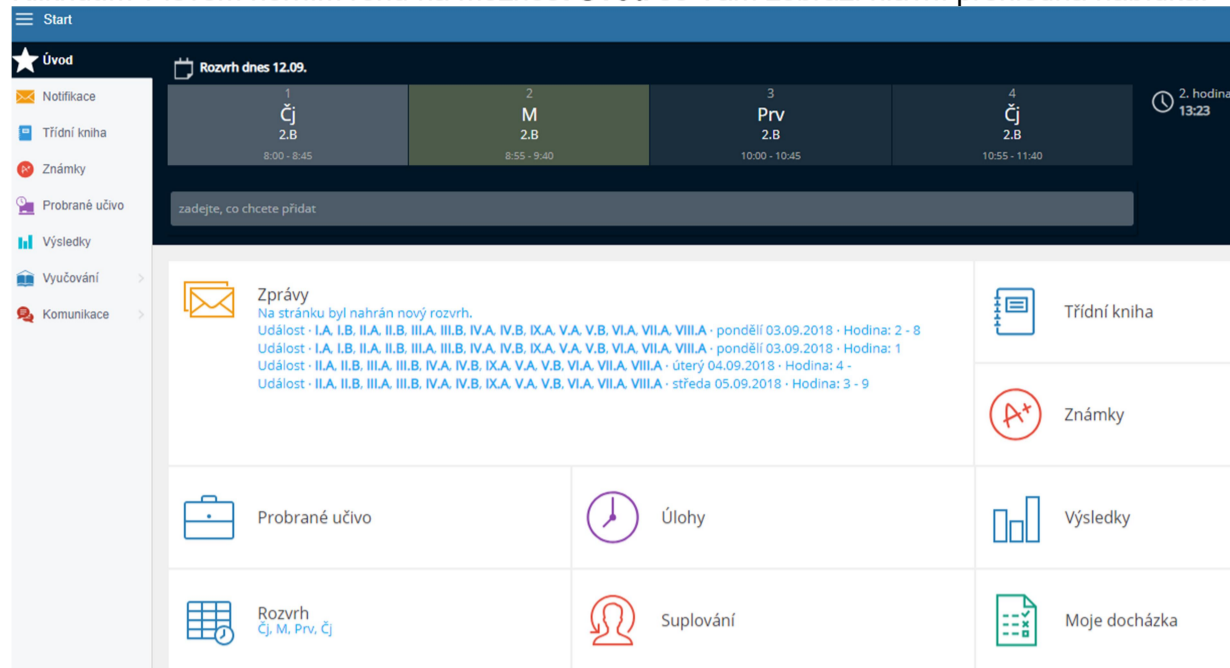 Start
Úvod
Notifikace
Třídní kniha
Známky
Probrané učivo
Výsledky
Vyučování
Komunikace
Rozvrh dnes 12.09.
1
Čj
2.B
8:00 - 8:45
2
M
2.B
8:55 - 9:40
3
Prv
2.B
10:00 - 10:45
4
Čj
2.B
10:55 - 11:40
2. hodina
13:23
zadejte, co chcete přidat
Zprávy
Na stránku byl nahrán nový rozvrh.
Událost · I.A, I.B, II.A, II.B, III.A, III.B, IV.A, IV.B, IX.A, V.A, V.B, VI.A, VII.A, VIII.A · pondělí 03.09.2018 · Hodina: 2 - 8
Událost · I.A, I.B, II.A, II.B, III.A, III.B, IV.A, IV.B, IX.A, V.A, V.B, VI.A, VII.A, VIII.A · pondělí 03.09.2018 · Hodina: 1
Událost · II.A, II.B, III.A, III.B, IV.A, IV.B, IX.A, V.A, V.B, VI.A, VII.A, VIII.A · úterý 04.09.2018 · Hodina: 4 -
Událost · II.A, II.B, III.A, III.B, IV.A, IV.B, IX.A, V.A, V.B, VI.A, VII.A, VIII.A · středa 05.09.2018 · Hodina: 3 - 9
Třídní kniha
A+
Známky
Probrané učivo
Úlohy
Výsledky
Rozvrh
Čj, M, Prv, Čj
Suplování
Moje docházka